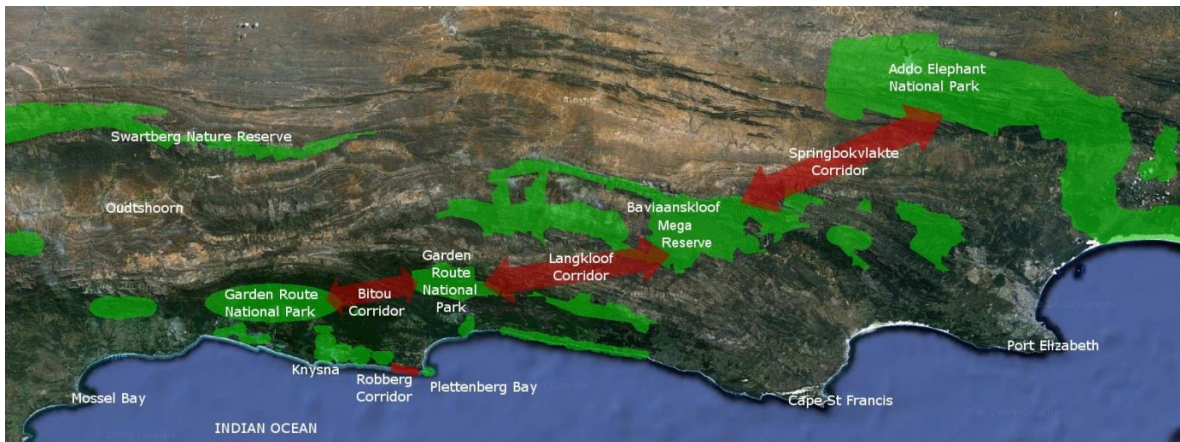 Addo Elephant
National Park
Swartberg Nature Reserve
Springbokvlakte
Corridor
Oudtshoorn
Baviaanskloof
Mega
Reserve
Garden
Route
National
Park
Langkloof
Corridor
Garden Route
National Park
Bitou
Corridor
Port Elizabeth
Knysna
Robberg
Corridor
Plettenberg Bay
Mossel Bay
Cape St Francis
INDIAN OCEAN